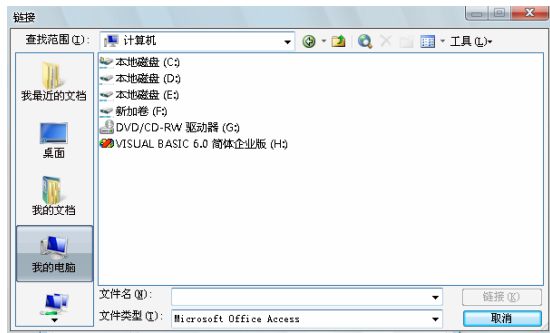 链接
查找范围(I): 计算机 工具(L)
本地磁盘 (C:)
本地磁盘 (D:)
本地磁盘 (E:)
新加卷 (F:)
DVD/CD-RW 驱动器 (G:)
VISUAL BASIC 6.0 简体企业版 (H:)
我最近的文档
桌面
我的文档
我的电脑
文件名(N): 链接(K)
文件类型(T): Microsoft Office Access 取消